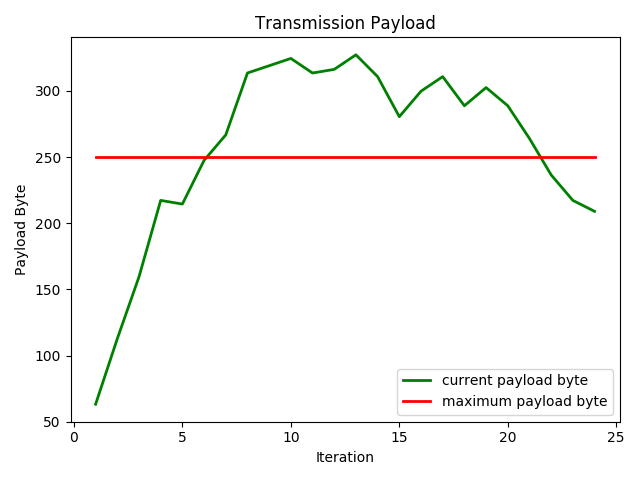 Transmission Payload
Payload Byte
300
250
200
150
100
50
0
5
10
15
20
25
Iteration
current payload byte
maximum payload byte